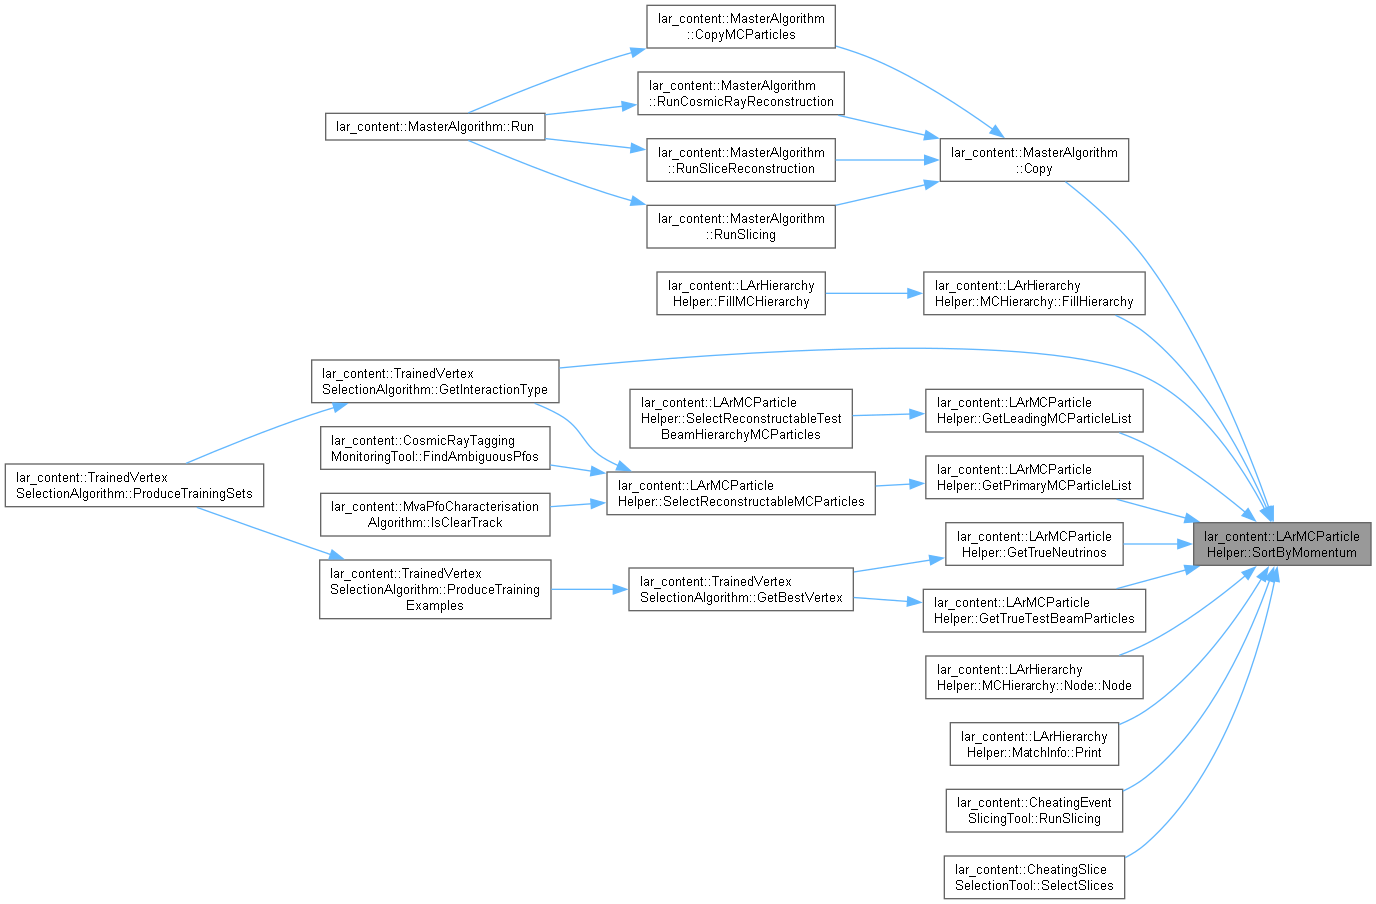 lar_content::MasterAlgorithm
::CopyMCParticles
lar_content::MasterAlgorithm
::RunCosmicRayReconstruction
lar_content::MasterAlgorithm::Run
lar_content::MasterAlgorithm
::RunSliceReconstruction
lar_content::MasterAlgorithm
::Copy
lar_content::MasterAlgorithm
::RunSlicing
lar_content::LArHierarchy
Helper::FillMCHierarchy
lar_content::LArHierarchy
Helper::MCHierarchy::FillHierarchy
lar_content::TrainedVertex
SelectionAlgorithm::GetInteractionType
lar_content::LArMCParticle
Helper::SelectReconstructableTest
BeamHierarchyMCParticles
lar_content::LArMCParticle
Helper::GetLeadingMCParticleList
lar_content::CosmicRayTagging
MonitoringTool::FindAmbiguousPfos
lar_content::TrainedVertex
SelectionAlgorithm::ProduceTrainingSets
lar_content::LArMCParticle
Helper::SelectReconstructableMCParticles
lar_content::LArMCParticle
Helper::GetPrimaryMCParticleList
lar_content::MvaPfoCharacterisation
Algorithm::IsClearTrack
lar_content::LArMCParticle
Helper::GetTrueNeutrinos
lar_content::LArMCParticle
Helper::SortByMomentum
lar_content::TrainedVertex
SelectionAlgorithm::ProduceTraining
Examples
lar_content::TrainedVertex
SelectionAlgorithm::GetBestVertex
lar_content::LArMCParticle
Helper::GetTrueTestBeamParticles
lar_content::LArHierarchy
Helper::MCHierarchy::Node::Node
lar_content::LArHierarchy
Helper::MatchInfo::Print
lar_content::CheatingEvent
SlicingTool::RunSlicing
lar_content::CheatingSlice
SelectionTool::SelectSlices